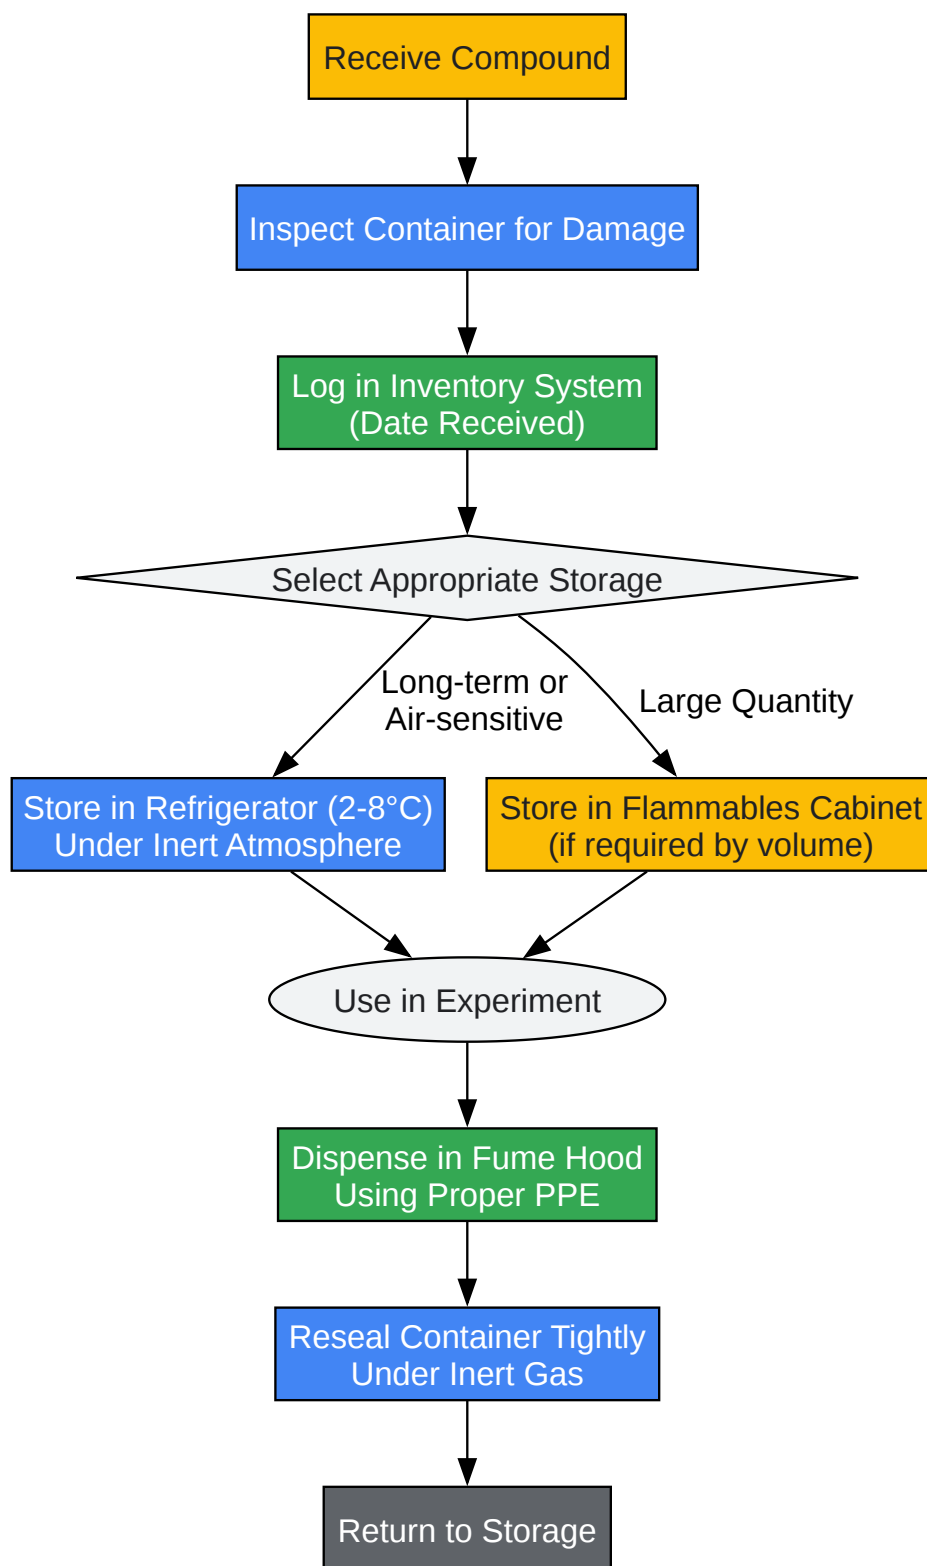 Receive Compound
Inspect Container for Damage
Log in Inventory System
(Date Received)
Select Appropriate Storage
Long-term or
Air-sensitive
Large Quantity
Store in Refrigerator (2-8°C)
Under Inert Atmosphere
Store in Flammables Cabinet
(if required by volume)
Use in Experiment
Dispense in Fume Hood
Using Proper PPE
Reseal Container Tightly
Under Inert Gas
Return to Storage